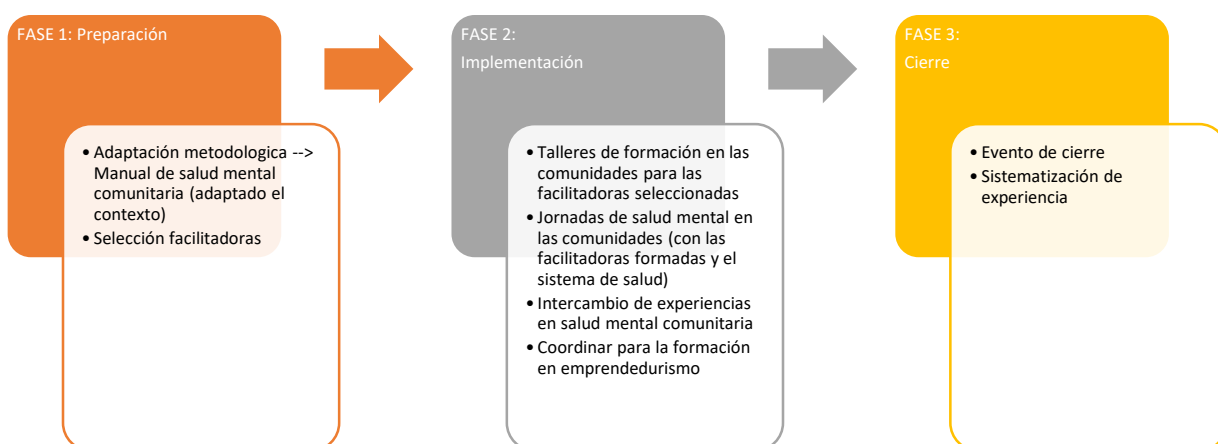 FASE 1: Preparación
• Adaptación metodologica -->
Manual de salud mental
comunitaria (adaptado el
contexto)
• Selección facilitadoras
FASE 2:
Implementación
• Talleres de formación en las
comunidades para las
facilitadoras seleccionadas
• Jornadas de salud mental en
las comunidades (con las
facilitadoras formadas y el
sistema de salud)
• Intercambio de experiencias
en salud mental comunitaria
• Coordinar para la formación
en emprendedurismo
FASE 3:
Cierre
• Evento de cierre
• Sistematización de
experiencia